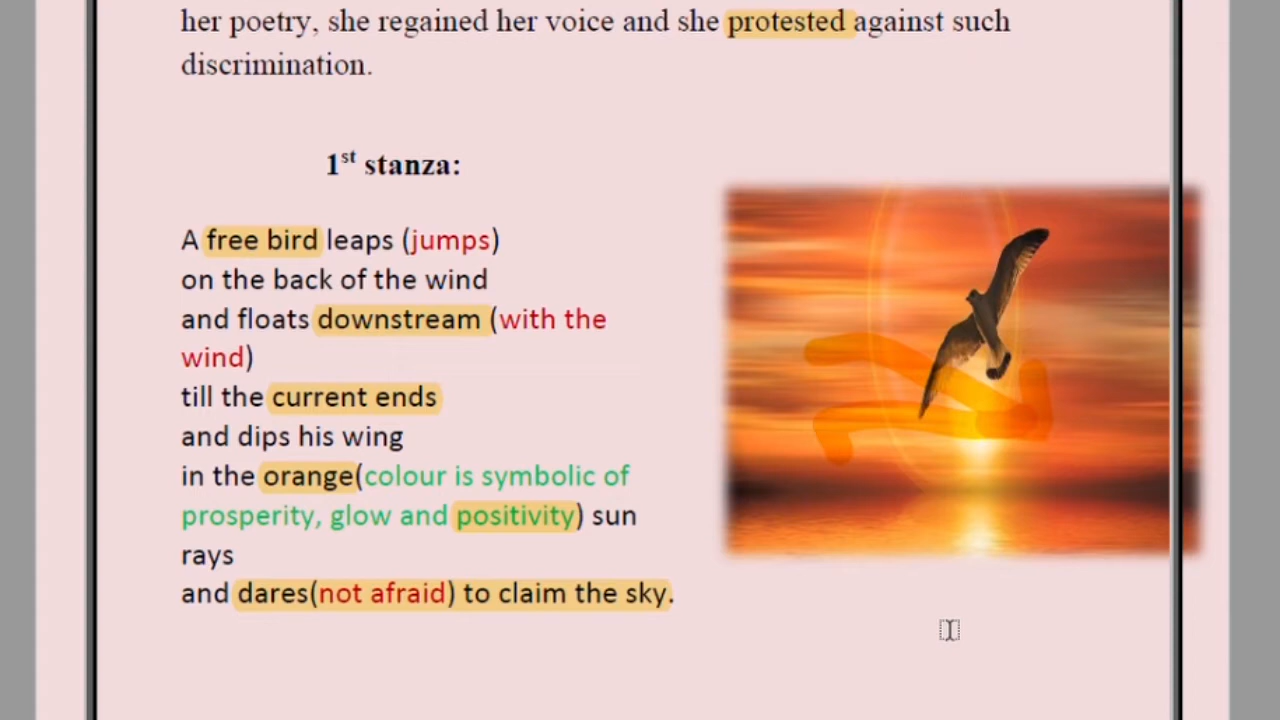 her poetry, she regained her voice and she protested against such
discrimination.
1st stanza:
A free bird leaps (jumps)
on the back of the wind
and floats downstream (with the
wind)
till the current ends
and dips his wing
in the orange(colour is symbolic of
prosperity, glow and positivity) sun
rays
and dares(not afraid) to claim the sky.